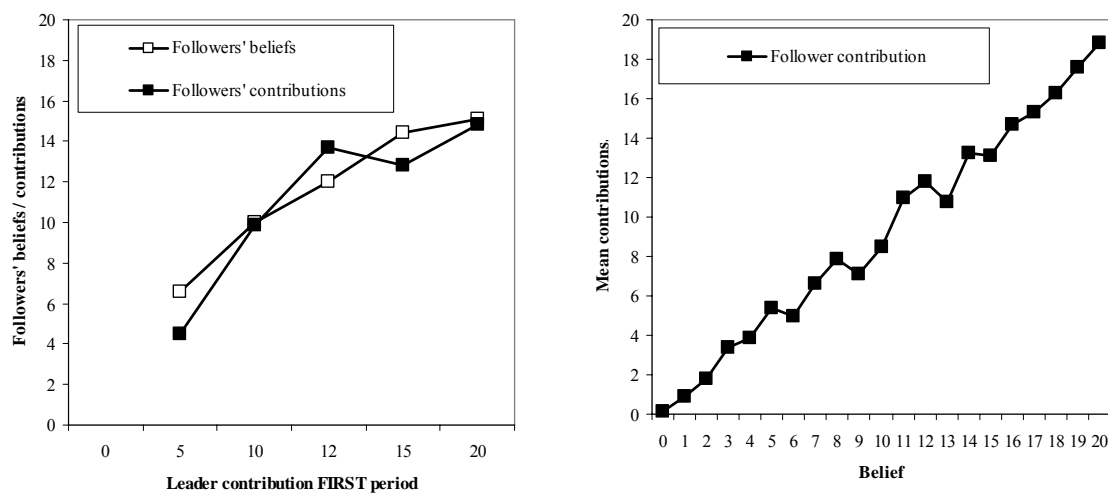 Followers' beliefs / contributions
20
18
16
14
12
10
8
6
4
2
0
Followers' beliefs
Followers' contributions
0 5 10 12 15 20
Leader contribution FIRST period
Mean contributions.
20
18
16
14
12
10
8
6
4
2
0
Follower contribution
0 1 2 3 4 5 6 7 8 9 10 11 12 13 14 15 16 17 18 19 20
Belief